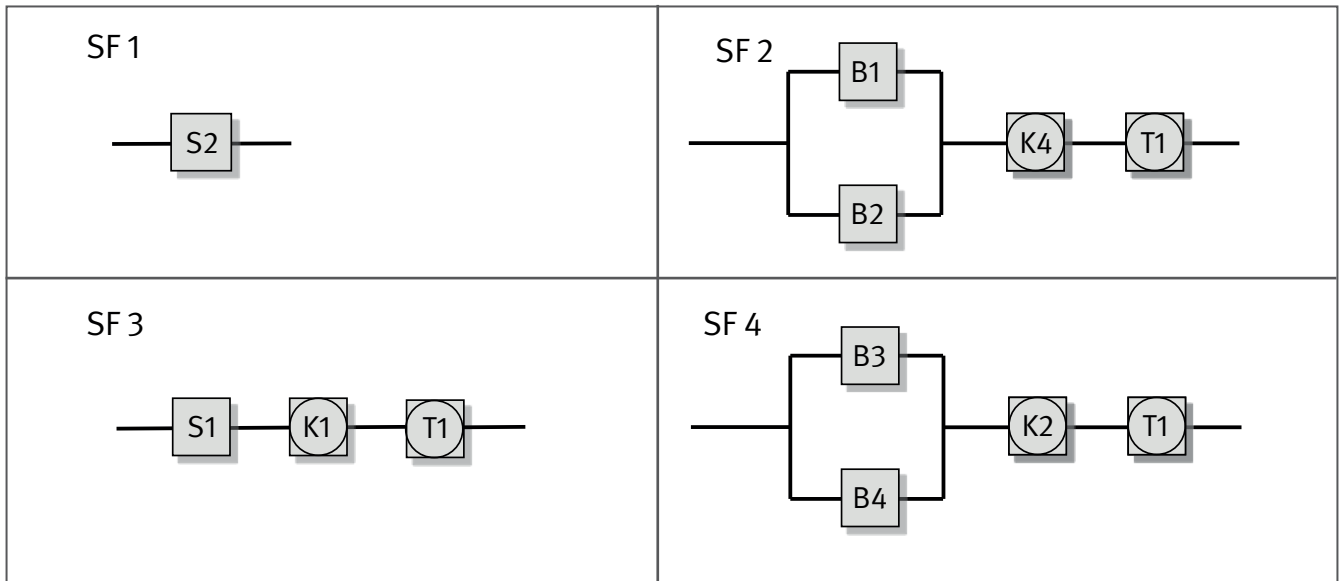 SF 1
S2
SF 2
B1
K4 T1
B2
SF 3
S1 K1 T1
SF 4
B3
K2 T1
B4